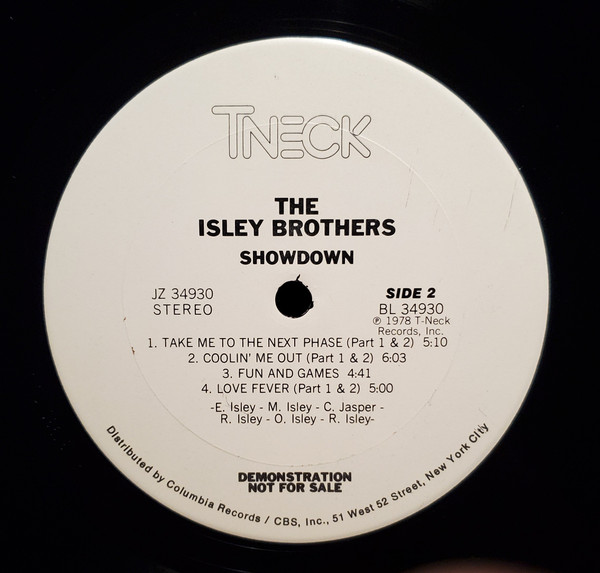 TNECK
THE
ISLEY BROTHERS
SHOWDOWN
JZ 34930
STEREO
SIDE 2
BL 34930
℗ 1978 T-Neck
Records, Inc.
1. TAKE ME TO THE NEXT PHASE (Part 1 & 2) 5:10
2. COOLIN' ME OUT (Part 1 & 2) 6:03
3. FUN AND GAMES 4:41
4. LOVE FEVER (Part 1 & 2) 5:00
-E. Isley - M. Isley - C. Jasper -
R. Isley - O. Isley - R. Isley-
DEMONSTRATION
NOT FOR SALE
Distributed by Columbia Records / CBS, Inc., 51 West 52 Street, New York City